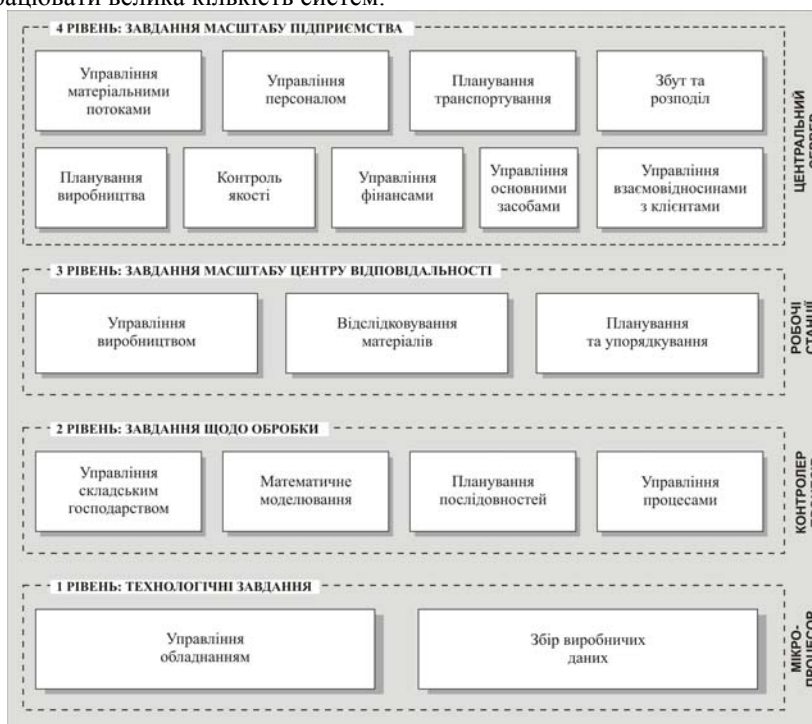 працювати велика кількість систем.
4 РІВЕНЬ: ЗАВДАННЯ МАСШТАБУ ПІДПРИЄМСТВА
Управління
матеріальними
потоками
Управління
персоналом
Планування
транспортування
Збут та
розподіл
Планування
виробництва
Контроль
якості
Управління
фінансами
Управління
основними
засобами
Управління
взаємовідносинами
з клієнтами
ЦЕНТРАЛЬНИЙ
3 РІВЕНЬ: ЗАВДАННЯ МАСШТАБУ ЦЕНТРУ ВІДПОВІДАЛЬНОСТІ
Управління
виробництвом
Відслідковування
матеріалів
Планування
та упорядкування
РОБОЧІ
СТАНЦІЇ
2 РІВЕНЬ: ЗАВДАННЯ ЩОДО ОБРОБКИ
Управління
складським
господарством
Математичне
моделювання
Планування
послідовностей
Управління
процесами
КОНТРОЛЕР
1 РІВЕНЬ: ТЕХНОЛОГІЧНІ ЗАВДАННЯ
Управління
обладнанням
Збір виробничих
даних
МІКРО-
ПРОЦЕСОР